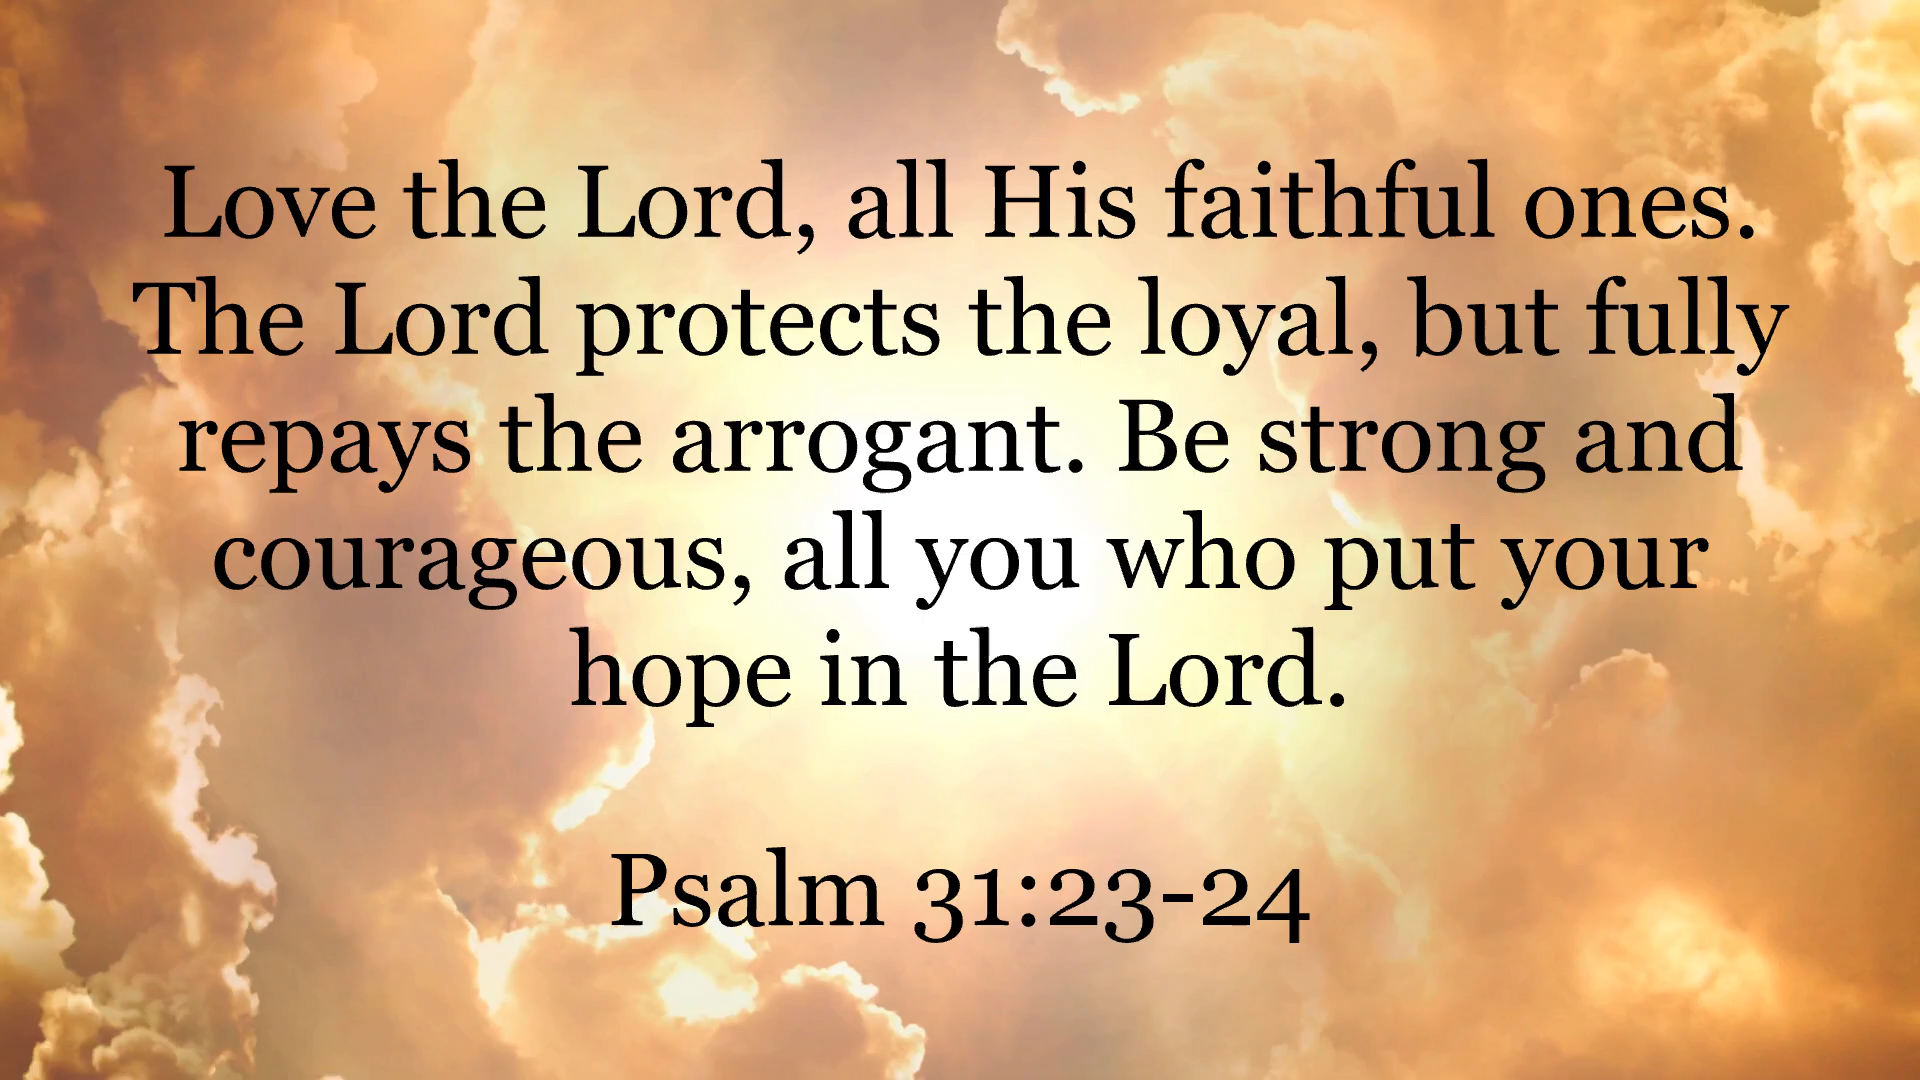 Love the Lord, all His faithful ones.
The Lord protects the loyal, but fully
repays the arrogant. Be strong and
courageous, all you who put your
hope in the Lord.
Psalm 31:23-24